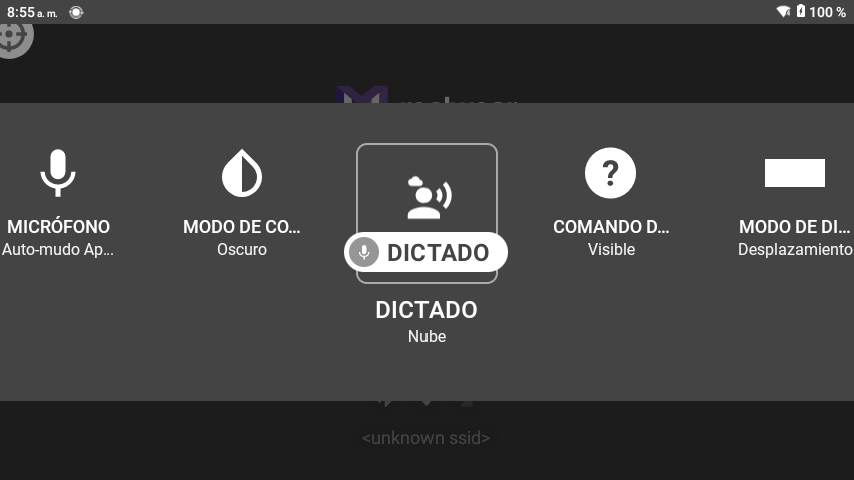 8:55 a. m.
100 %
MICRÓFONO
Auto-mudo Ap...
MODO DE CO...
Oscuro
DICTADO
DICTADO
Nube
?
COMANDO D...
Visible
MODO DE DI...
Desplazamiento
<unknown ssid>